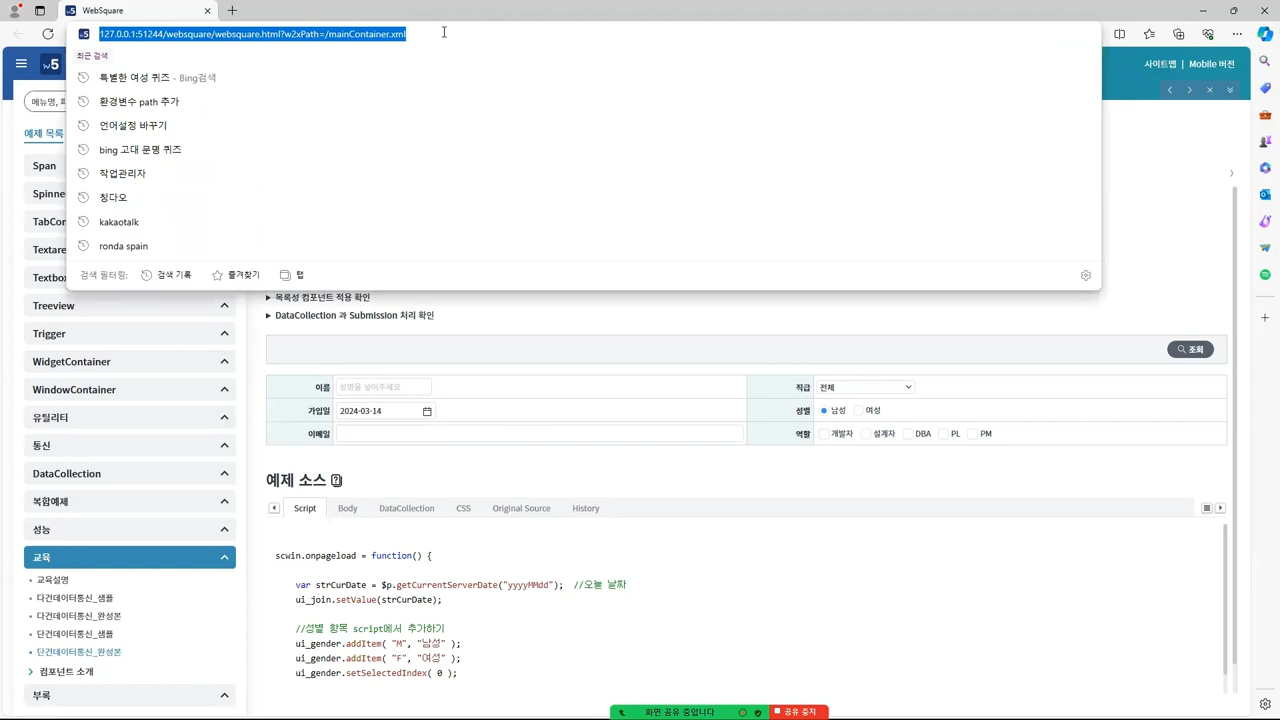 WebSquare
127.0.0.1:51244/websquare/websquare.html?w2xPath=/mainContainer.xml
최근 검색
특별한 여성 퀴즈 - Bing검색
환경변수 path 추가
언어설정 바꾸기
bing 고대 문명 퀴즈
작업관리자
칭다오
kakaotalk
ronda spain
검색 필터링: 검색 기록 즐겨찾기 탭
사이트맵 | Mobile 버전
w5
메뉴명, 
예제 목록
Span
Spinne
TabCon
Textare
Textbo
Treeview
Trigger
WidgetContainer
WindowContainer
유틸리티
통신
DataCollection
복합예제
성능
교육
교육설명
다건데이터통신_샘플
다건데이터통신_완성본
단건데이터통신_샘플
단건데이터통신_완성본
컴포넌트 소개
부록
목록성 컴포넌트 적용 확인
DataCollection 과 Submission 처리 확인
조회
이름 성명을 넣어주세요 직급 전체
가입일 2024-03-14 성별 남성 여성
이메일 역할 개발자 설계자 DBA PL PM
예제 소스
Script Body DataCollection CSS Original Source History
scwin.onpageload = function() {
var strCurDate = $p.getCurrentServerDate("yyyyMMdd"); //오늘 날짜
ui_join.setValue(strCurDate);
//성별 항목 script에서 추가하기
ui_gender.addItem( "M", "남성" );
ui_gender.addItem( "F", "여성" );
ui_gender.setSelectedIndex( 0 );
화면 공유 중입니다 공유 중지